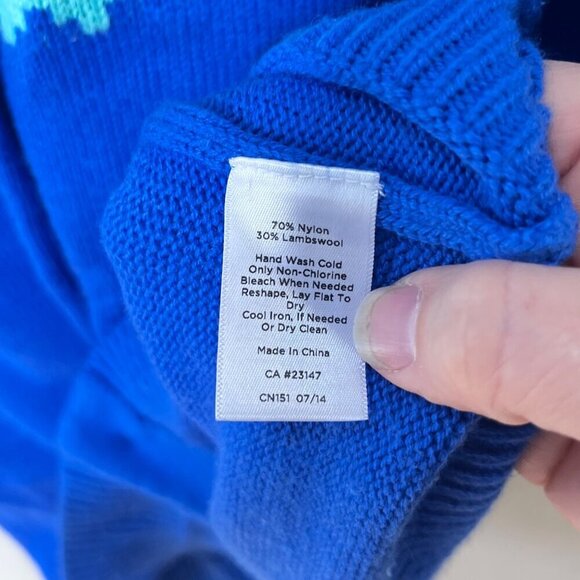 70% Nylon
30% Lambswool
Hand Wash Cold
Only Non-Chlorine
Bleach When Needed
Reshape, Lay Flat To
Dry
Cool Iron, If Needed
Or Dry Clean
Made In China
CA #23147
CN151 07/14